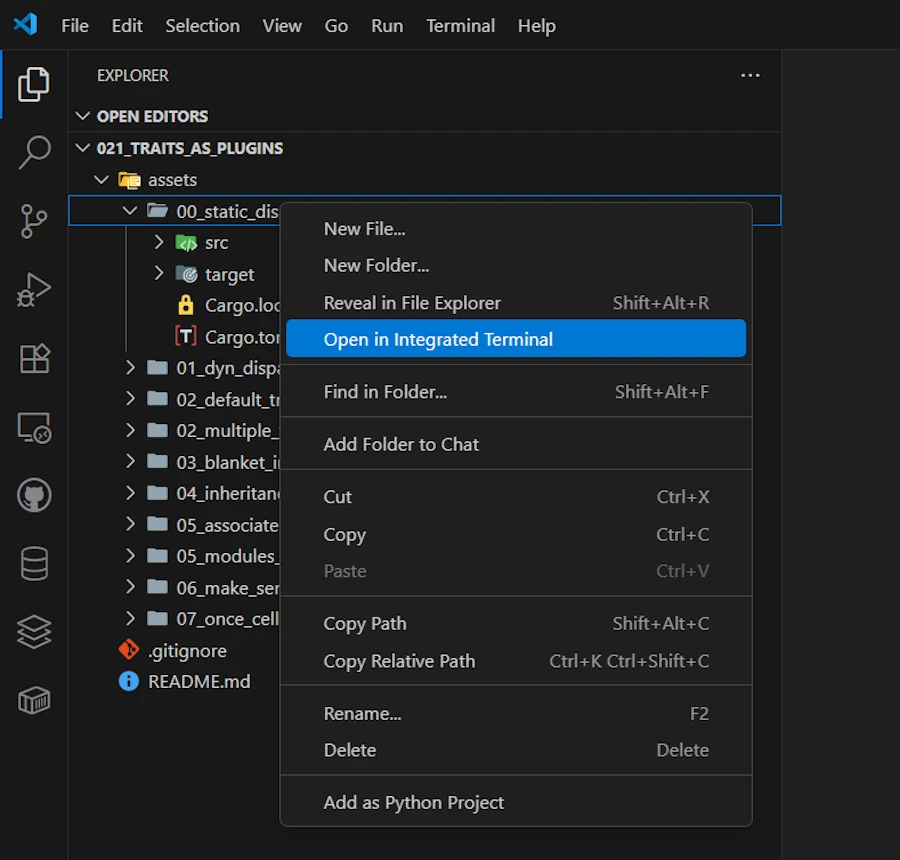 File Edit Selection View Go Run Terminal Help
EXPLORER
OPEN EDITORS
021_TRAITS_AS_PLUGINS
assets
00_static_dis
src
target
Cargo.loc
Cargo.tor
01_dyn_dispa
02_default_tr
02_multiple_
03_blanket_i
04_inheritan
05_associate
05_modules_
06_make_ser
07_once_cell
.gitignore
README.md
New File...
New Folder...
Reveal in File Explorer Shift+Alt+R
Open in Integrated Terminal
Find in Folder... Shift+Alt+F
Add Folder to Chat
Cut Ctrl+X
Copy Ctrl+C
Paste Ctrl+V
Copy Path Shift+Alt+C
Copy Relative Path Ctrl+K Ctrl+Shift+C
Rename... F2
Delete Delete
Add as Python Project